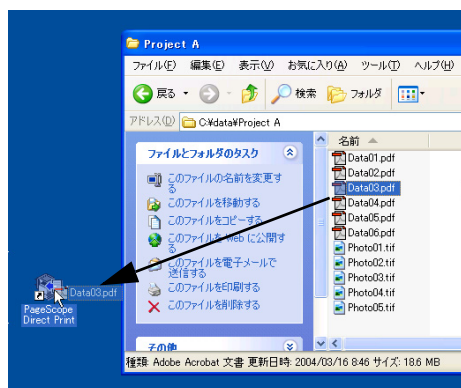 Project A
ファイル(F) 編集(E) 表示(V) お気に入り(A) ツール(T) ヘルプ(H)
戻る 検索 フォルダ
アドレス(D) C:¥data¥Project A
ファイルとフォルダのタスク
このファイルの名前を変更す
る
このファイルを移動する
このファイルをコピーする
このファイルを Web に公開す
る
このファイルを電子メールで
送信する
このファイルを印刷する
このファイルを削除する
その他
名前
Data01.pdf
Data02.pdf
Data03.pdf
Data04.pdf
Data05.pdf
Data06.pdf
Photo01.tif
Photo02.tif
Photo03.tif
Photo04.tif
Photo05.tif
Data03.pdf
PageScope
Direct Print
種類: Adobe Acrobat 文書 更新日時: 2004/03/16 8:46 サイズ: 18.6 MB